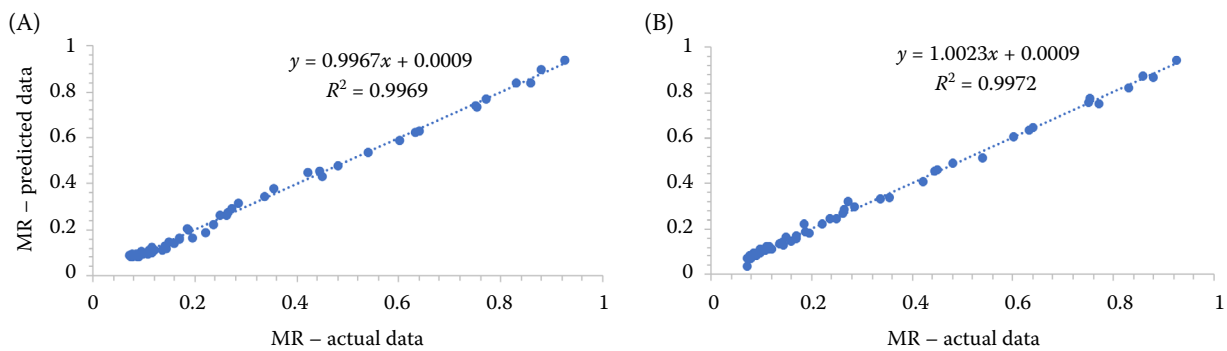 (A)
y = 0.9967x + 0.0009
R² = 0.9969
MR – predicted data
1
0.8
0.6
0.4
0.2
0
0 0.2 0.4 0.6 0.8 1
MR – actual data
(B)
y = 1.0023x + 0.0009
R² = 0.9972
1
0.8
0.6
0.4
0.2
0
0 0.2 0.4 0.6 0.8 1
MR – actual data